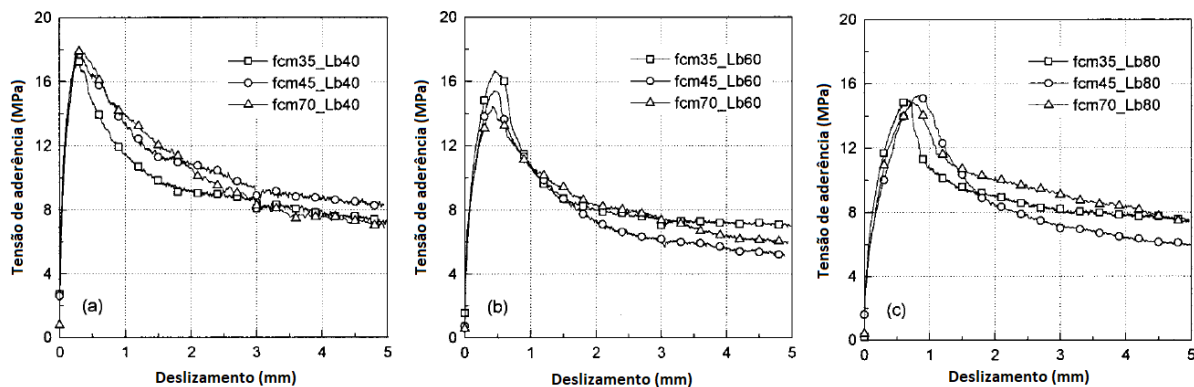 20
16
12
8
4
0
Tensão de aderência (MPa)
fcm35_Lb40
fcm45_Lb40
fcm70_Lb40
(a)
0 1 2 3 4 5
Deslizamento (mm)
20
16
12
8
4
0
Tensão de aderência (MPa)
fcm35_Lb60
fcm45_Lb60
fcm70_Lb60
(b)
0 1 2 3 4 5
Deslizamento (mm)
20
16
12
8
4
0
Tensão de aderência (MPa)
fcm35_Lb80
fcm45_Lb80
fcm70_Lb80
(c)
0 1 2 3 4 5
Deslizamento (mm)